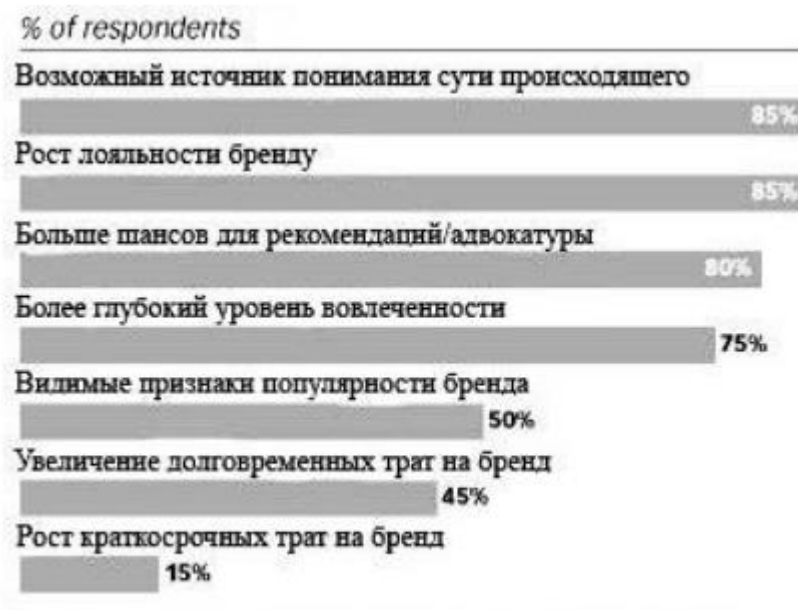 % of respondents
Возможный источник понимания сути происходящего
85%
Рост лояльности бренду
85%
Больше шансов для рекомендаций/адвокатуры
80%
Более глубокий уровень вовлеченности
75%
Видимые признаки популярности бренда
50%
Увеличение долговременных трат на бренд
45%
Рост краткосрочных трат на бренд
15%